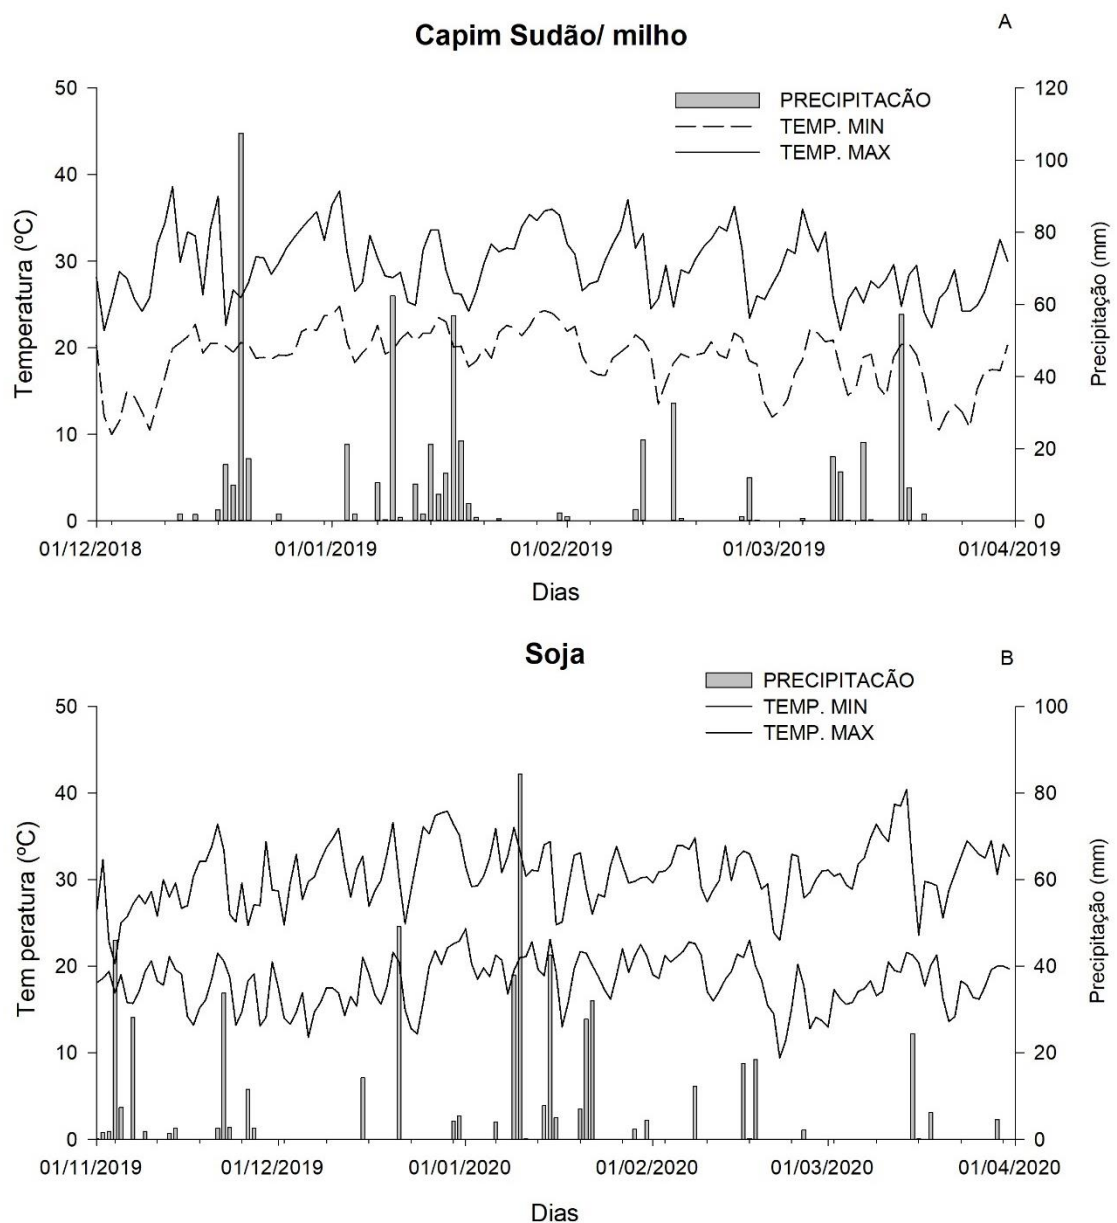 A
Capim Sudão/ milho
PRECIPITACÃO
TEMP. MIN
TEMP. MAX
Temperatura (ºC)
50
40
30
20
10
0
Precipitação (mm)
120
100
80
60
40
20
0
01/12/2018
01/01/2019
01/02/2019
01/03/2019
01/04/2019
Dias
Soja
B
PRECIPITACÃO
TEMP. MIN
TEMP. MAX
Tem peratura (ºC)
50
40
30
20
10
0
Precipitação (mm)
100
80
60
40
20
0
01/11/2019
01/12/2019
01/01/2020
01/02/2020
01/03/2020
01/04/2020
Dias